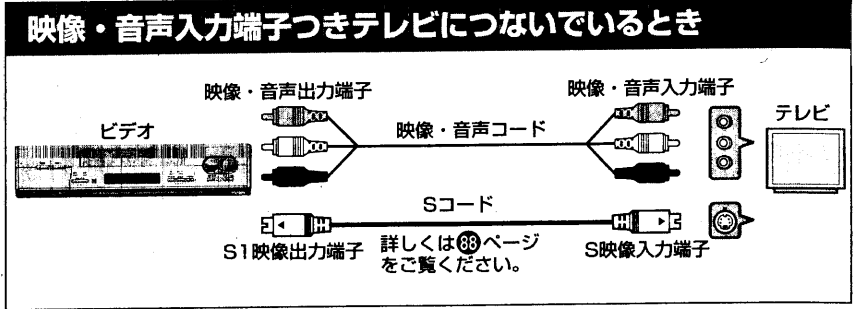 映像・音声入力端子つきテレビにつないでいるとき
映像・音声出力端子
映像・音声入力端子
ビデオ
映像・音声コード
テレビ
Sコード
S1映像出力端子
詳しくは88ページ
をご覧ください。
S映像入力端子